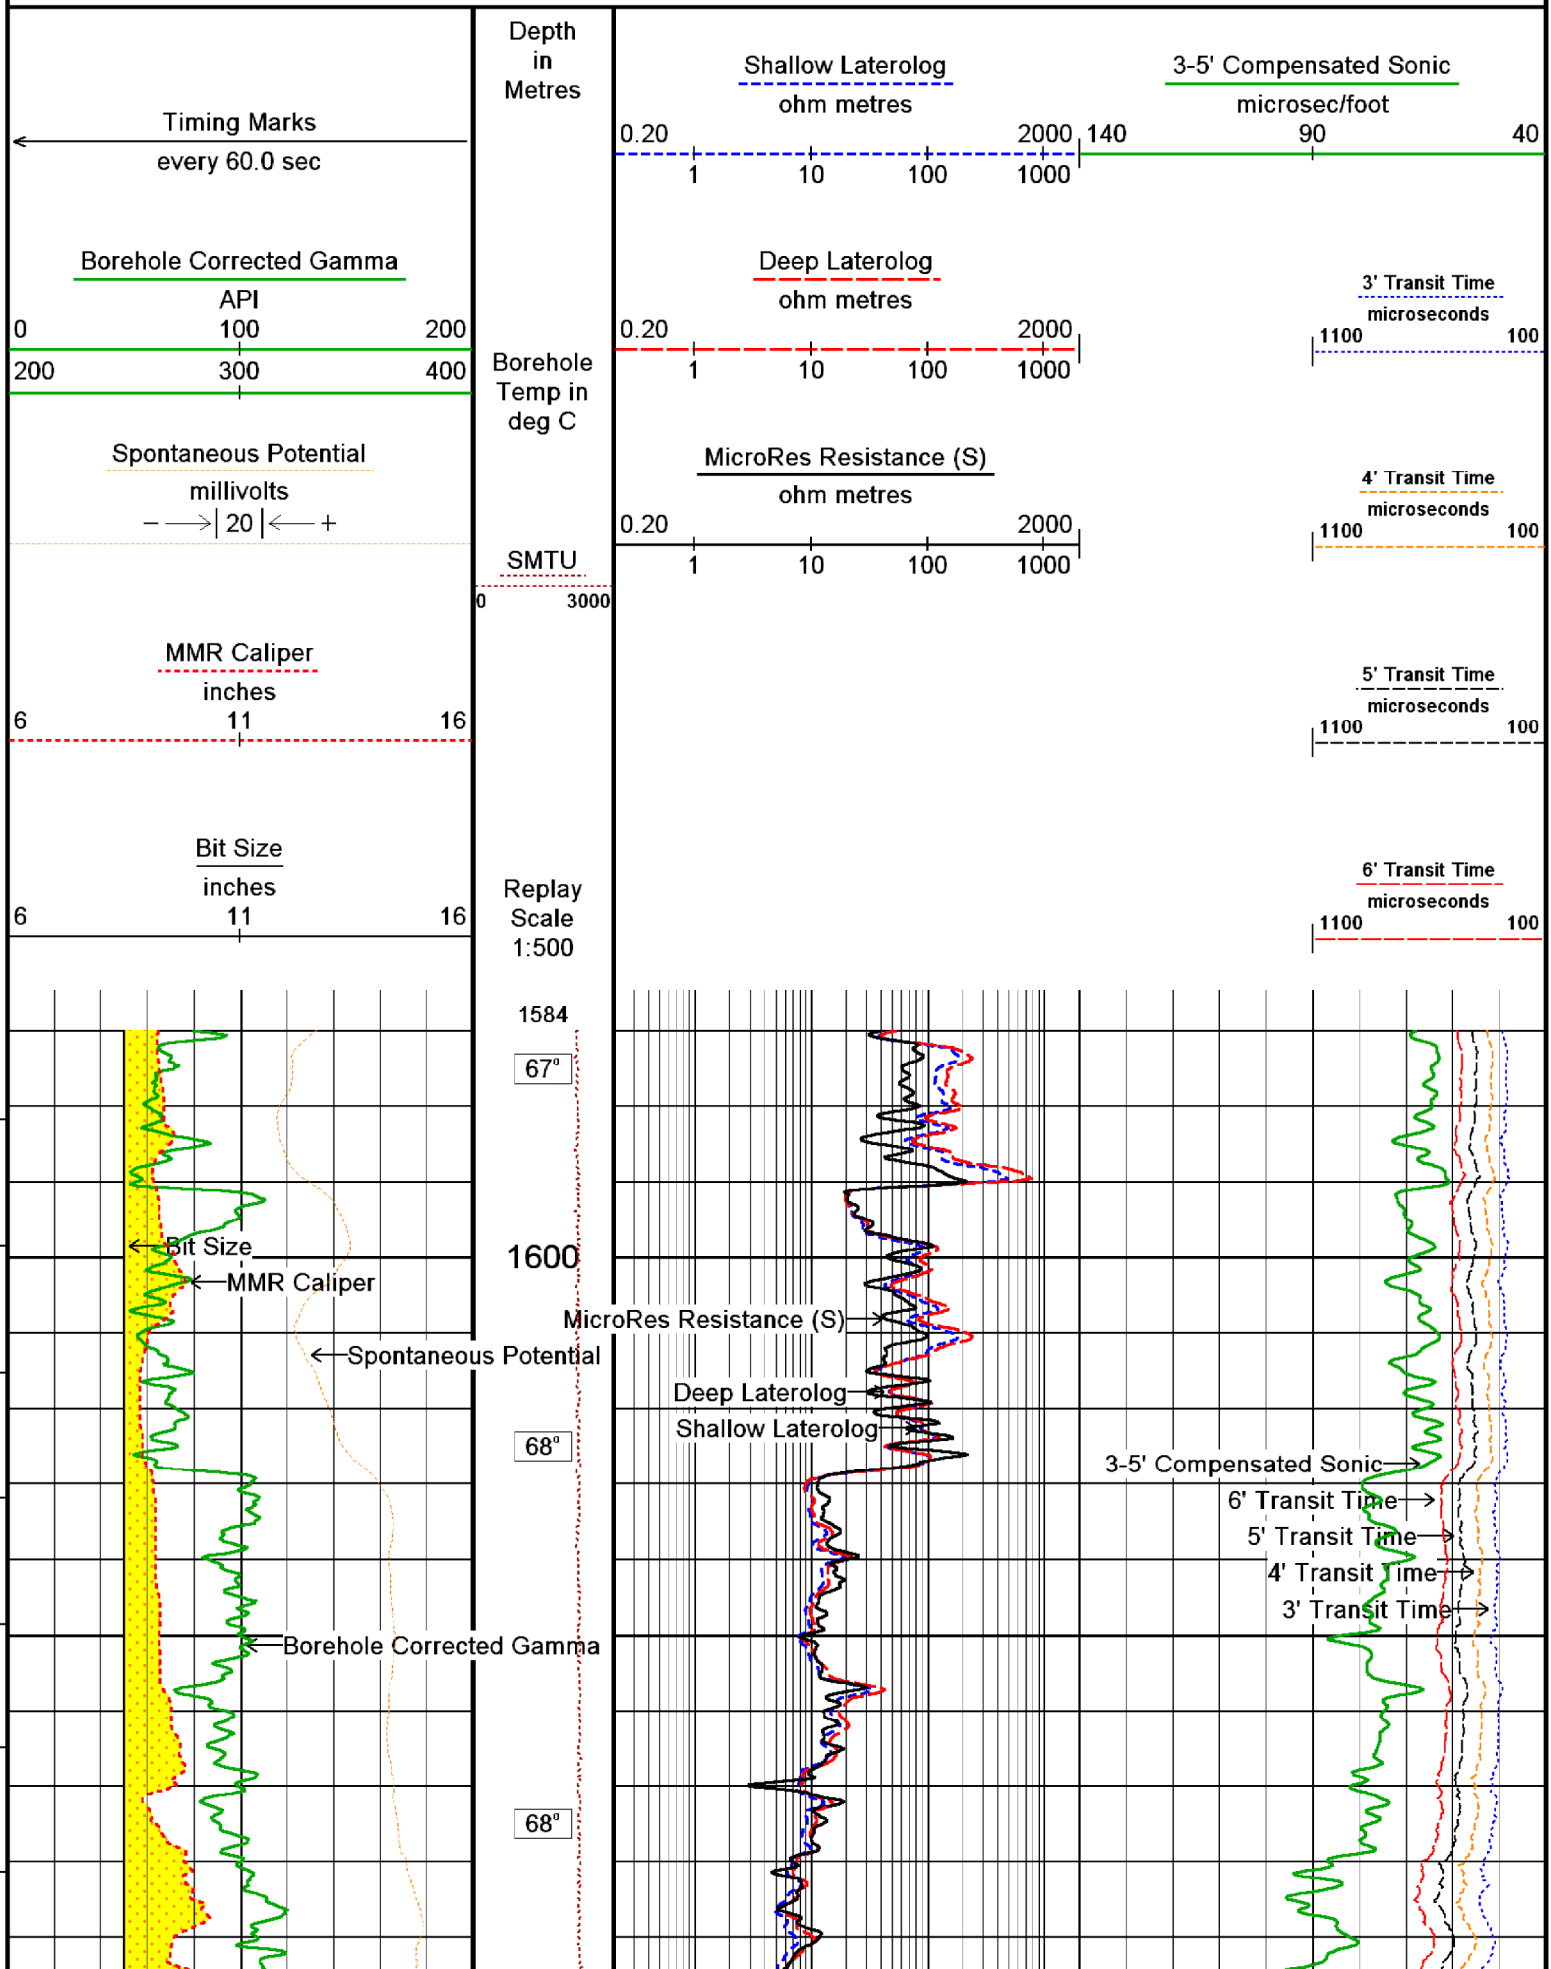 Timing Marks
every 60.0 sec
Borehole Corrected Gamma
API
0 100 200
200 300 400
Spontaneous Potential
millivolts
− 20 +
MMR Caliper
inches
6 11 16
Bit Size
inches
6 11 16
Depth
in
Metres
Borehole
Temp in
deg C
SMTU
0 3000
Replay
Scale
1:500
Shallow Laterolog
ohm metres
0.20 2000
1 10 100 1000
Deep Laterolog
ohm metres
0.20 2000
1 10 100 1000
MicroRes Resistance (S)
ohm metres
0.20 2000
1 10 100 1000
3-5' Compensated Sonic
microsec/foot
140 90 40
3' Transit Time
microseconds
1100 100
4' Transit Time
microseconds
1100 100
5' Transit Time
microseconds
1100 100
6' Transit Time
microseconds
1100 100
1584
67°
Bit Size
1600
MMR Caliper
MicroRes Resistance (S)
Spontaneous Potential
Deep Laterolog
Shallow Laterolog
68°
3-5' Compensated Sonic
6' Transit Time
5' Transit Time
4' Transit Time
3' Transit Time
Borehole Corrected Gamma
68°